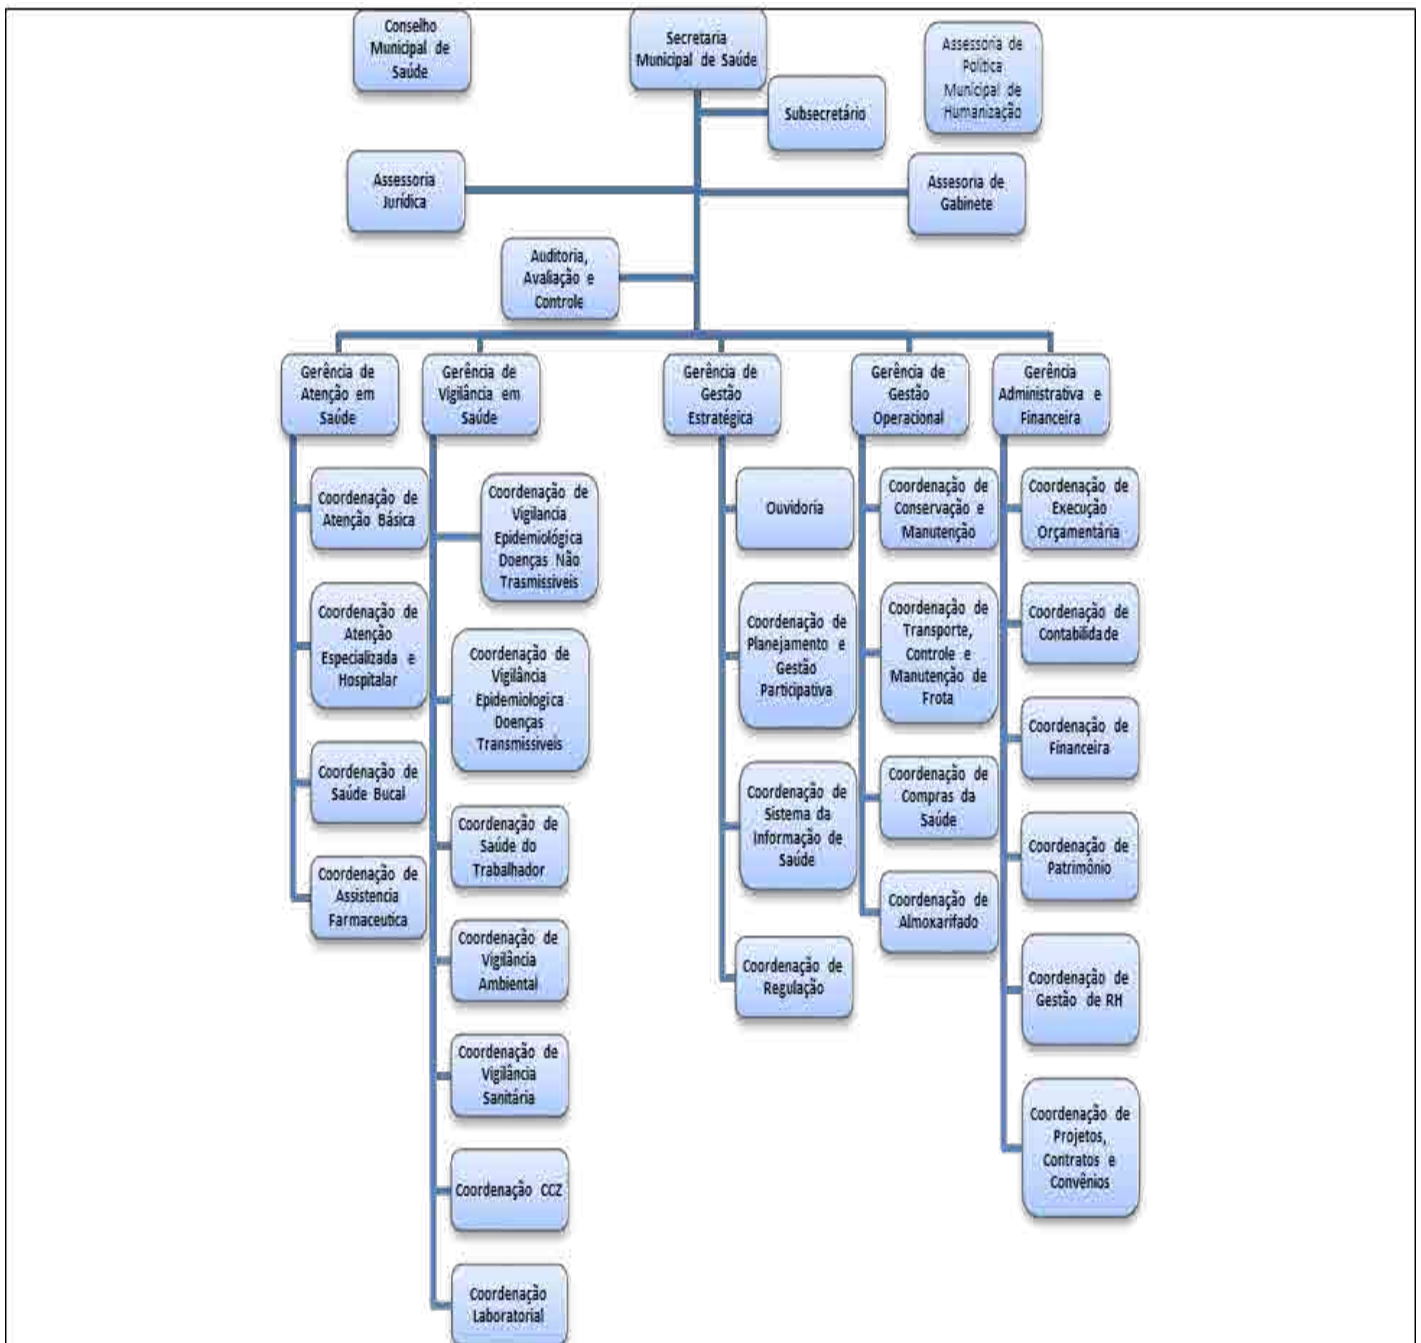 Conselho
Municipal de
Saúde
Secretaria
Municipal de Saúde
Assessoria de
Política
Municipal de
Humanização
Subsecretário
Assessoria
Jurídica
Assesoria de
Gabinete
Auditoria,
Avaliação e
Controle
Gerência de
Atenção em
Saúde
Gerência de
Vigilância em
Saúde
Gerência de
Gestão
Estratégica
Gerência de
Gestão
Operacional
Gerência
Administrativa e
Financeira
Coordenação de
Atenção Básica
Coordenação de
Atenção
Especializada e
Hospitalar
Coordenação de
Saúde Bucal
Coordenação de
Assistencia
Farmaceutica
Coordenação de
Vigilancia
Epidemiológica
Doenças Não
Trasmissiveis
Coordenação de
Vigilância
Epidemiologica
Doenças
Transmissiveis
Coordenação de
Saúde do
Trabalhador
Coordenação de
Vigilância
Ambiental
Coordenação de
Vigilância
Sanitária
Coordenação CCZ
Coordenação
Laboratorial
Ouvidoria
Coordenação de
Planejamento e
Gestão
Participativa
Coordenação de
Sistema da
Informação de
Saúde
Coordenação de
Regulação
Coordenação de
Conservação e
Manutenção
Coordenação de
Transporte,
Controle e
Manutenção de
Frota
Coordenação de
Compras da
Saúde
Coordenação de
Almoxarifado
Coordenação de
Execução
Orçamentária
Coordenação de
Contabilidade
Coordenação de
Financeira
Coordenação de
Patrimônio
Coordenação de
Gestão de RH
Coordenação de
Projetos,
Contratos e
Convênios